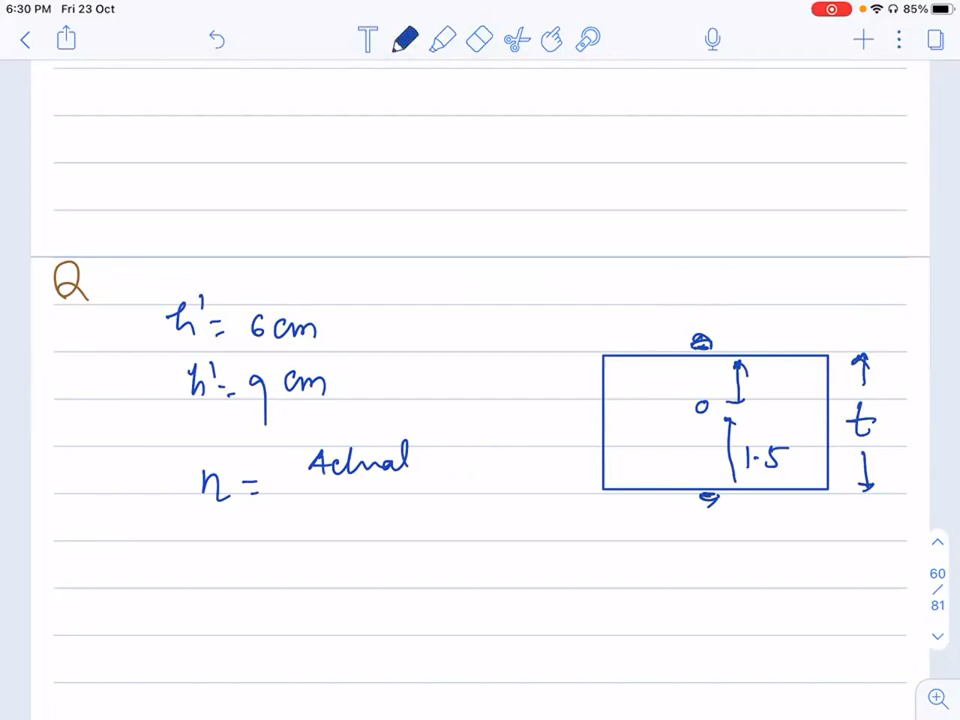 6:30 PM Fri 23 Oct 85%
T
Q
h' = 6 cm
h' = 9 cm
n = Actual
o
1.5
t
60
/
81